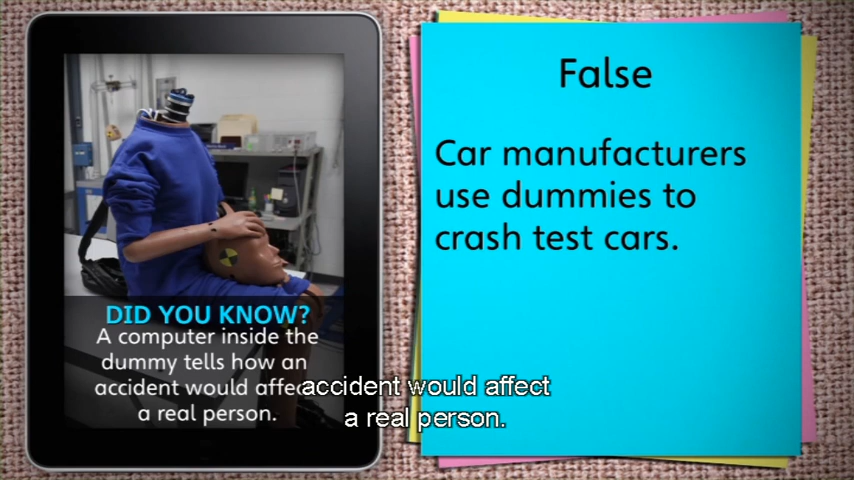 DID YOU KNOW?
A computer inside the
dummy tells how an
accident would affec
a real person.
False
Car manufacturers
use dummies to
crash test cars.
accident would affect
a real person.